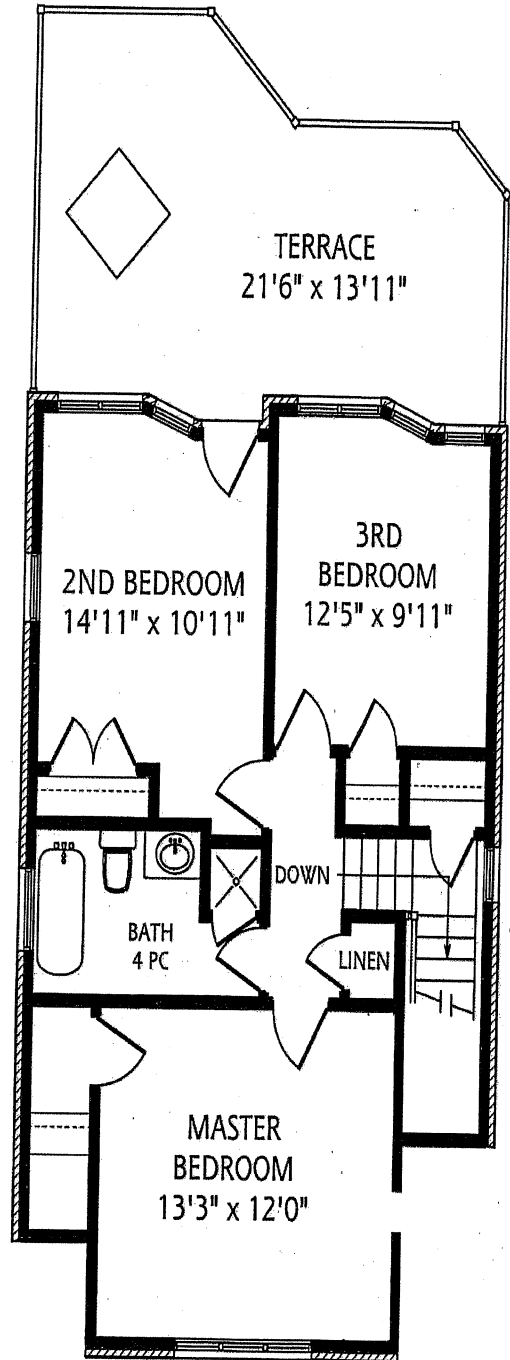 TERRACE
21'6" x 13'11"
2ND BEDROOM
14'11" x 10'11"
3RD
BEDROOM
12'5" x 9'11"
DOWN
BATH
4 PC
LINEN
MASTER
BEDROOM
13'3" x 12'0"